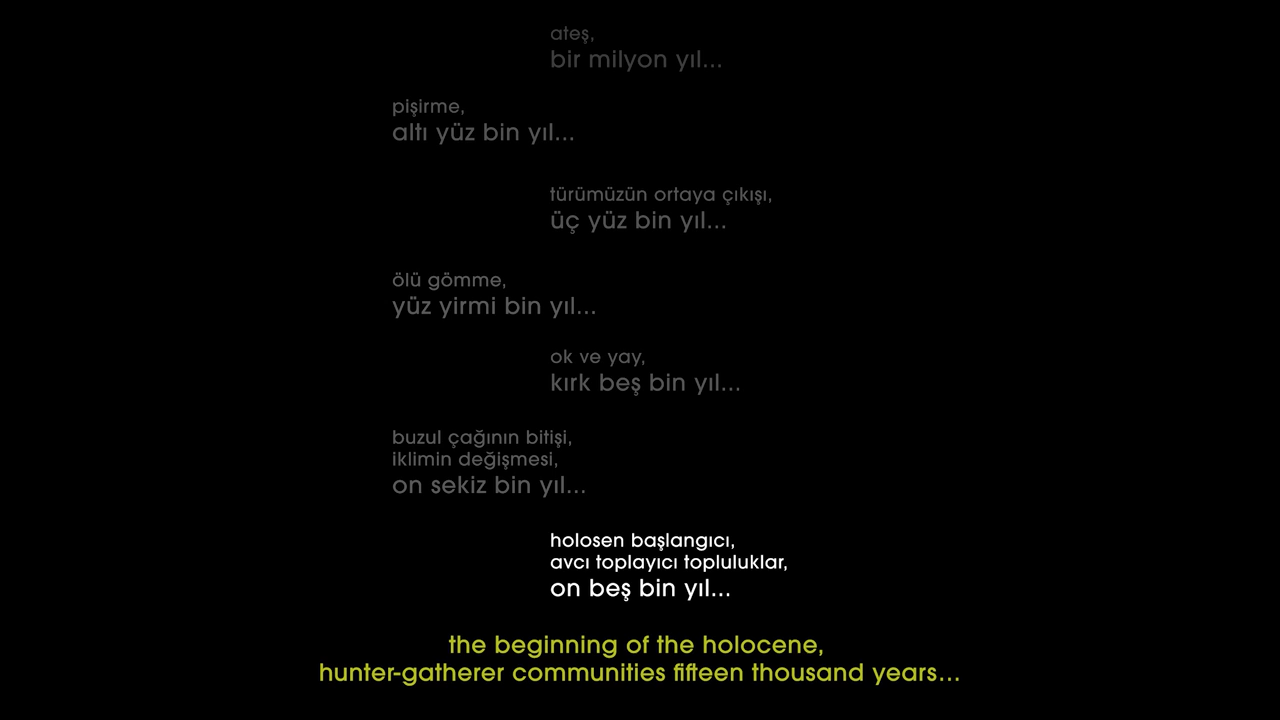 ateş,
bir milyon yıl...
pişirme,
altı yüz bin yıl...
türümüzün ortaya çıkışı,
üç yüz bin yıl...
ölü gömme,
yüz yirmi bin yıl...
ok ve yay,
kırk beş bin yıl...
buzul çağının bitişi,
iklimin değişmesi,
on sekiz bin yıl...
holosen başlangıcı,
avcı toplayıcı topluluklar,
on beş bin yıl...
the beginning of the holocene,
hunter-gatherer communities fifteen thousand years...